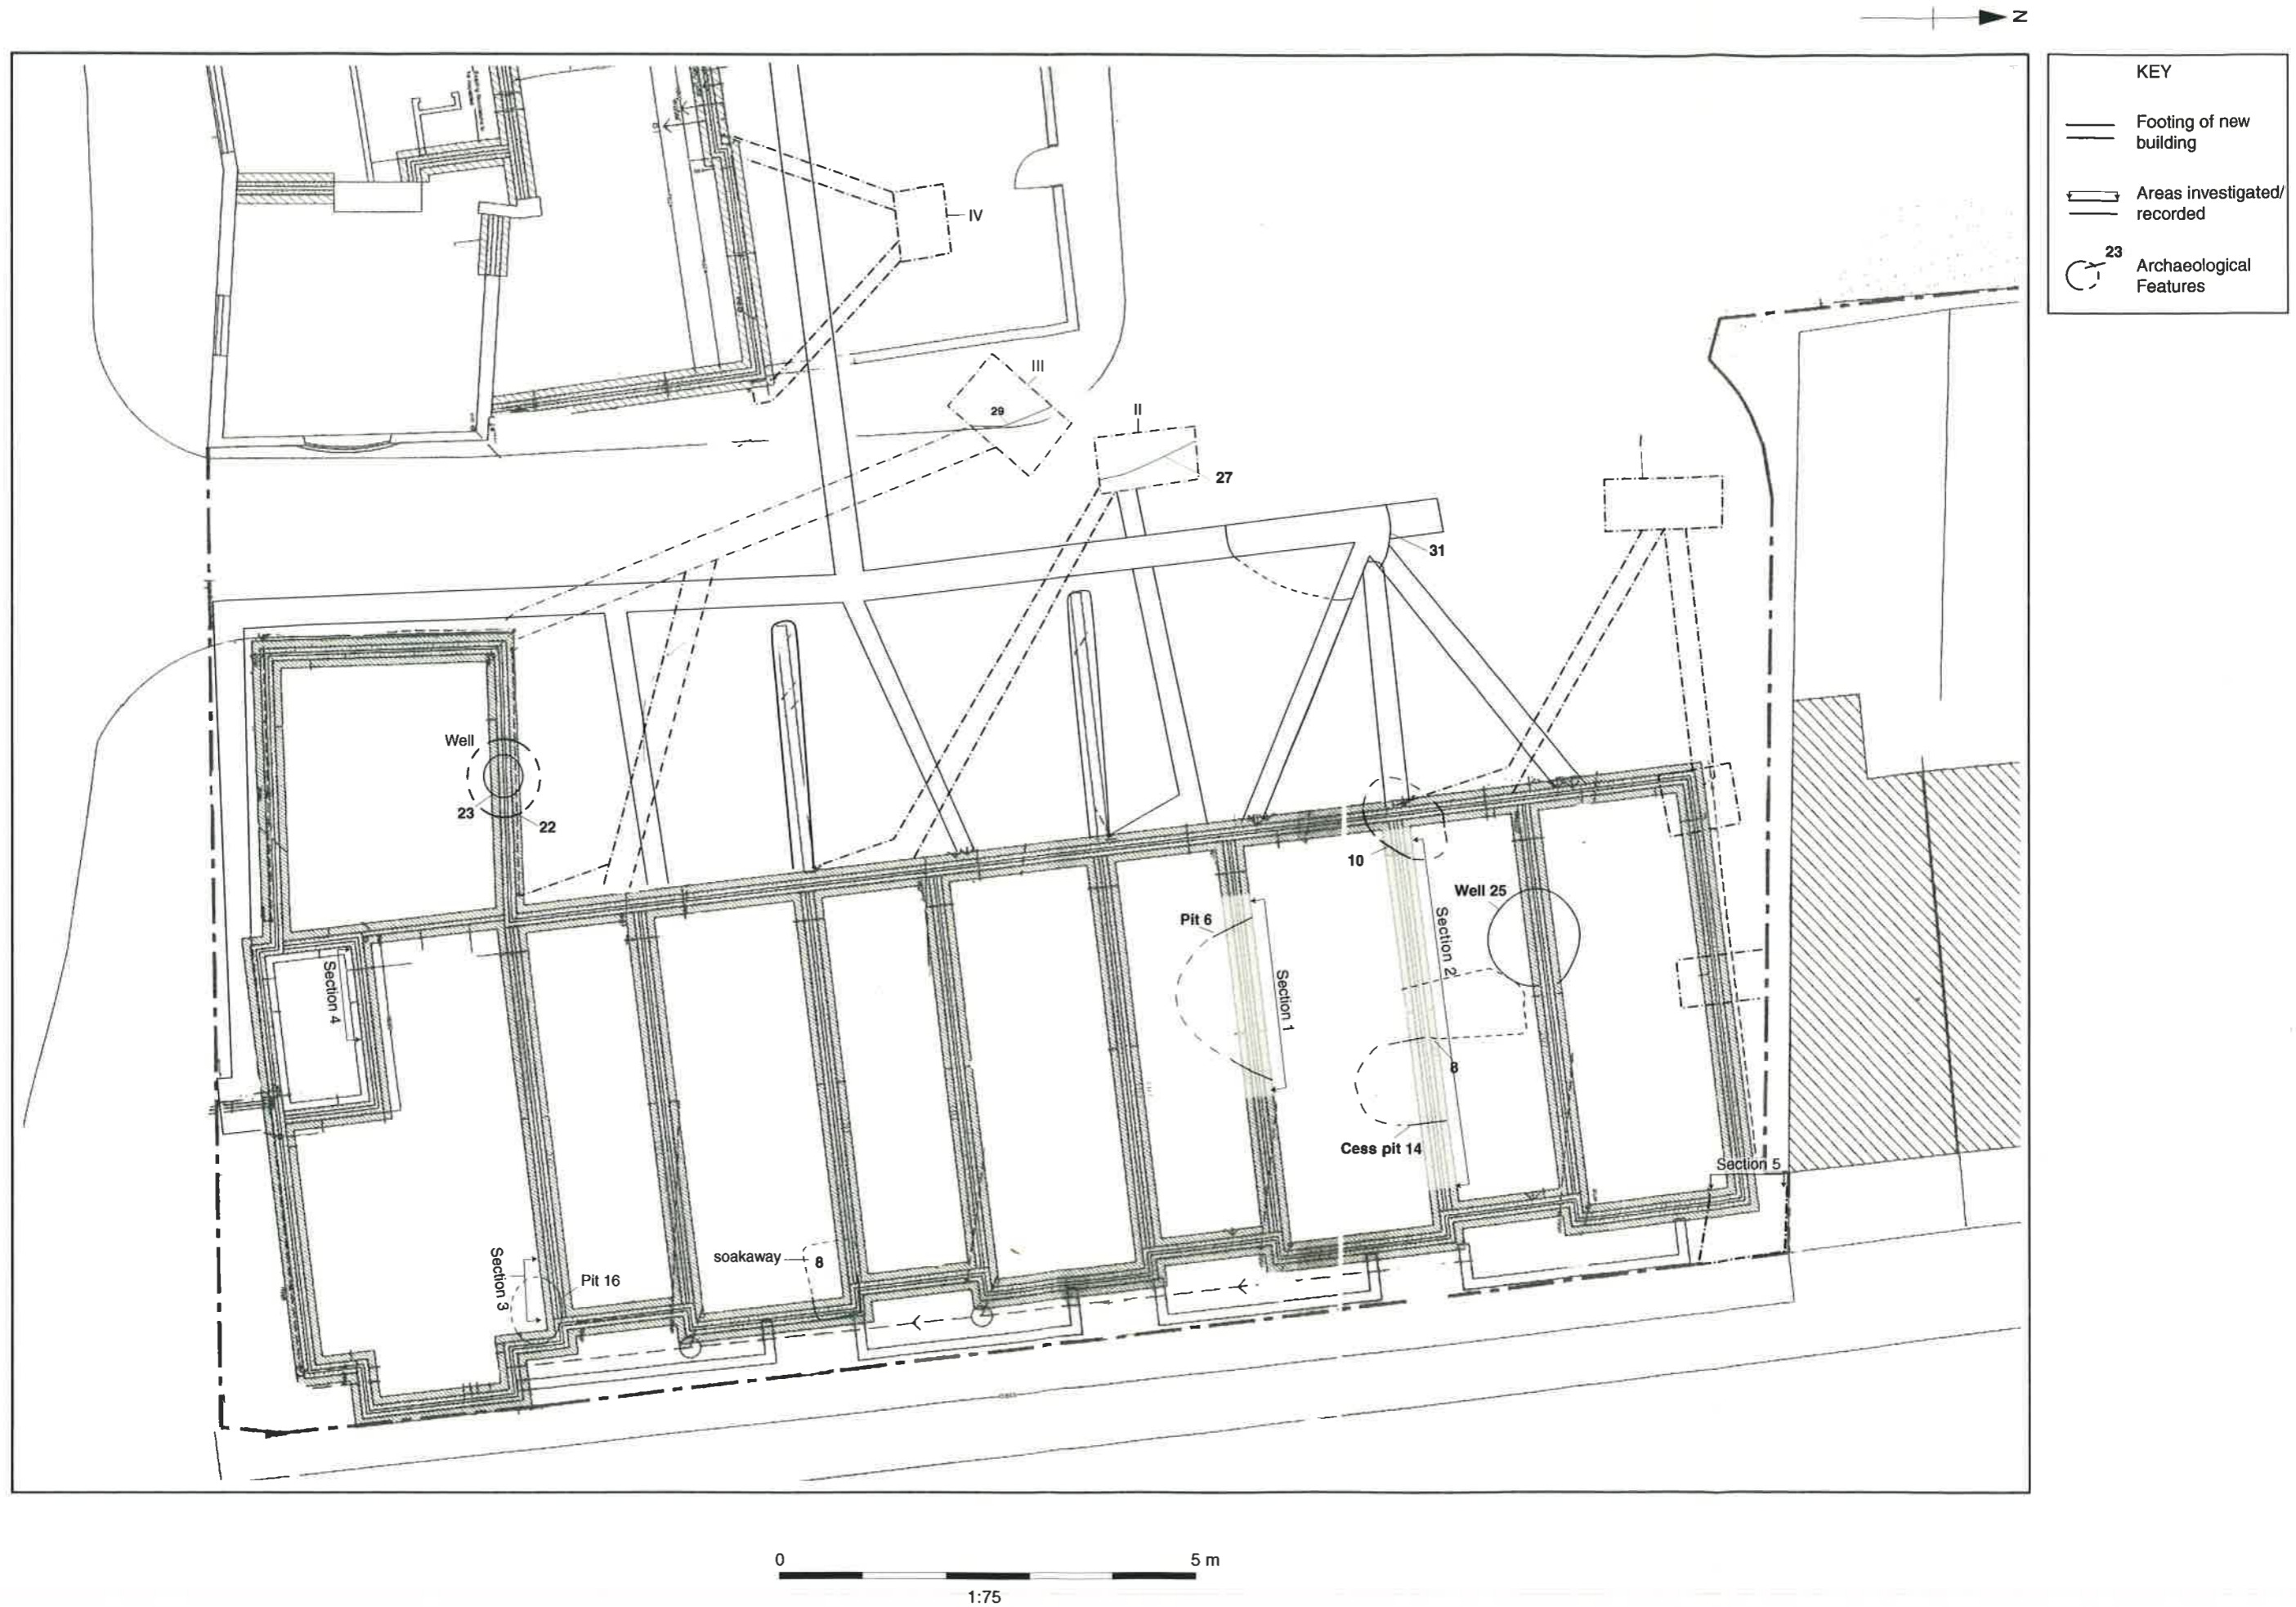 N
KEY
Footing of new
building
Areas investigated/
recorded
23
Archaeological
Features
IV
III
29
II
27
31
Well
23
22
10
Well 25
Pit 6
Section 2
Section 1
Section 4
8
Cess pit 14
Section 5
Section 3
Pit 16
soakaway
8
0
5 m
1:75